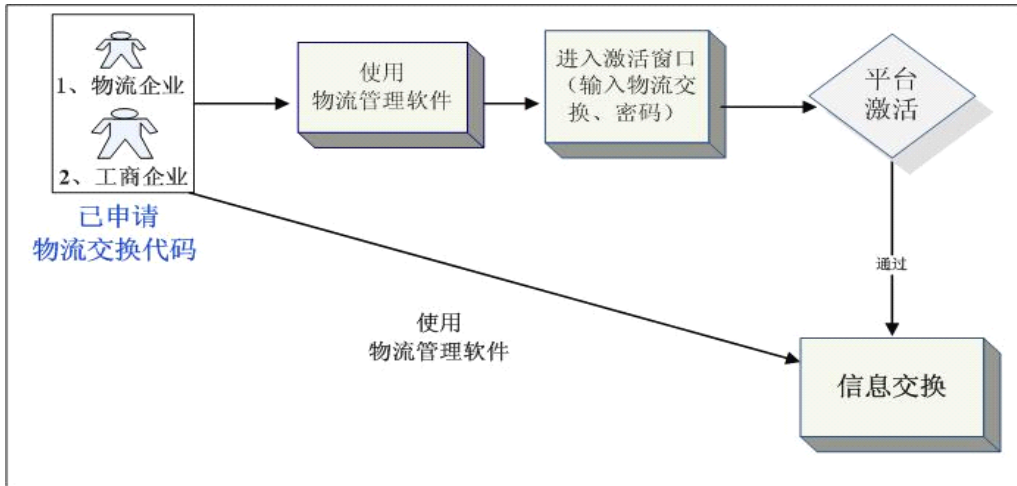 1、物流企业
2、工商企业
已申请
物流交换代码
使用
物流管理软件
进入激活窗口
（输入物流交
换、密码）
平台
激活
通过
使用
物流管理软件
信息交换